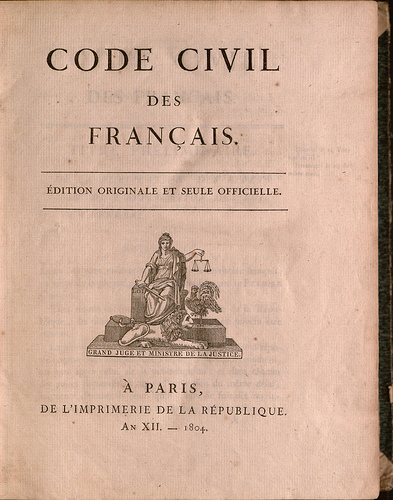 CODE CIVIL
DES
FRANÇAIS.
ÉDITION ORIGINALE ET SEULE OFFICIELLE.
GRAND JUGE ET MINISTRE DE LA JUSTICE.
À PARIS,
DE L'IMPRIMERIE DE LA RÉPUBLIQUE.
AN XII. — 1804.